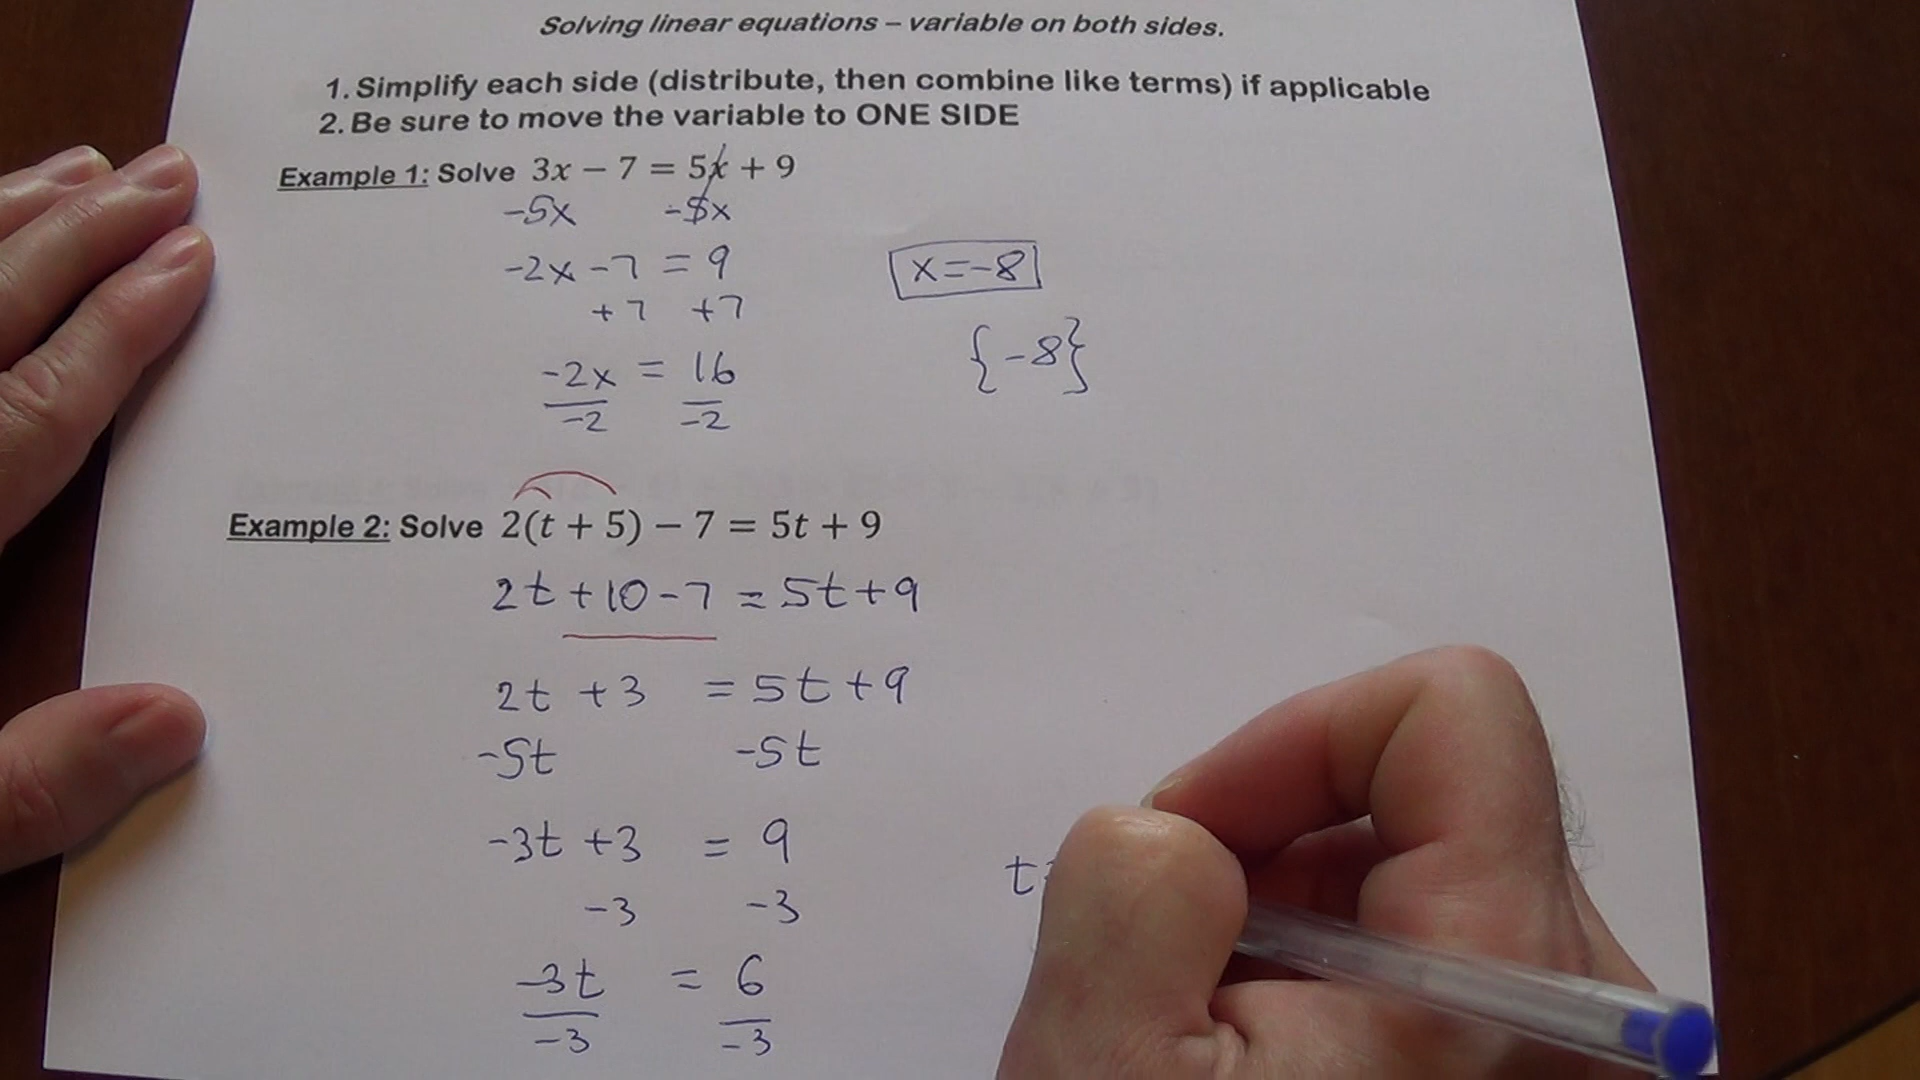 Solving linear equations – variable on both sides.
1. Simplify each side (distribute, then combine like terms) if applicable
2. Be sure to move the variable to ONE SIDE
Example 1: Solve 3x − 7 = 5x + 9
-5x -5x
-2x -7 = 9
+7 +7
-2x = 16
-2 -2
x=-8
{-8}
Example 2: Solve 2(t + 5) − 7 = 5t + 9
2t +10-7 = 5t+9
2t +3 = 5t+9
-5t -5t
-3t +3 = 9
-3 -3
-3t = 6
-3 -3
t